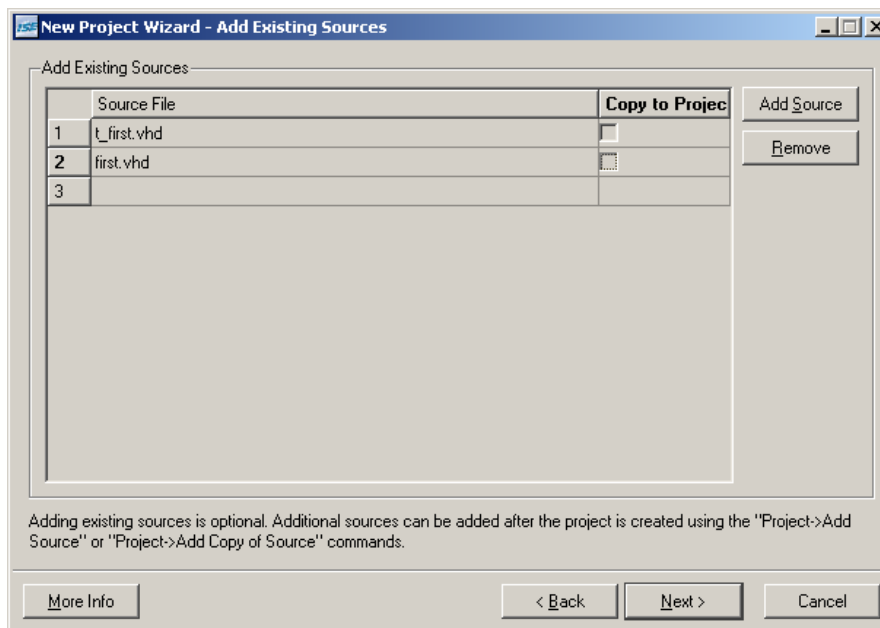 ISE New Project Wizard - Add Existing Sources
Add Existing Sources
Source File Copy to Projec Add Source
1 t_first.vhd
2 first.vhd Remove
3
Adding existing sources is optional. Additional sources can be added after the project is created using the "Project->Add
Source" or "Project->Add Copy of Source" commands.
More Info < Back Next > Cancel